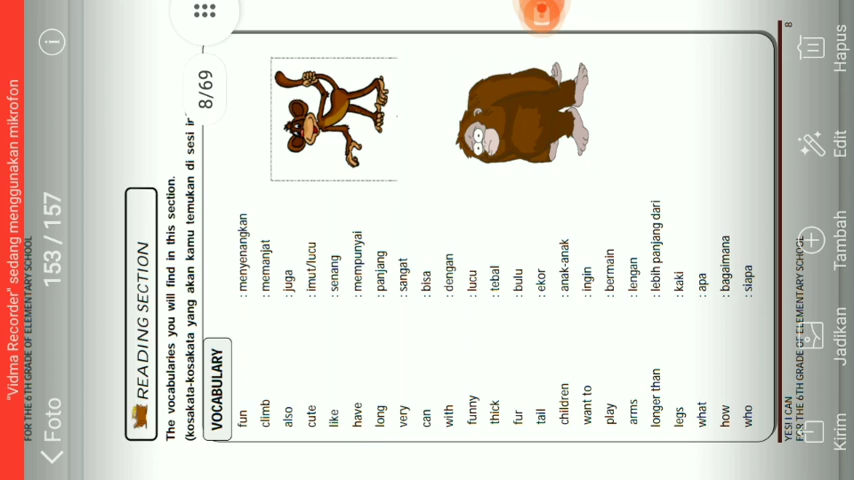 "Vidma Recorder" sedang menggunakan mikrofon
Foto
153 / 157
FOR THE 6TH GRADE OF ELEMENTARY SCHOOL
8/69
READING SECTION
The vocabularies you will find in this section.
(kosakata-kosakata yang akan kamu temukan di sesi
VOCABULARY
fun : menyenangkan
climb : memanjat
also : juga
cute : imut/lucu
like : senang
have : mempunyai
long : panjang
very : sangat
can : bisa
with : dengan
funny : lucu
thick : tebal
fur : bulu
tail : ekor
children : anak-anak
want to : ingin
play : bermain
arms : lengan
longer than : lebih panjang dari
legs : kaki
what : apa
how : bagaimana
who : siapa
YES! I CAN
FOR THE 6TH GRADE OF ELEMENTARY SCHOOL
8
Kirim
Jadikan
Tambah
Edit
Hapus